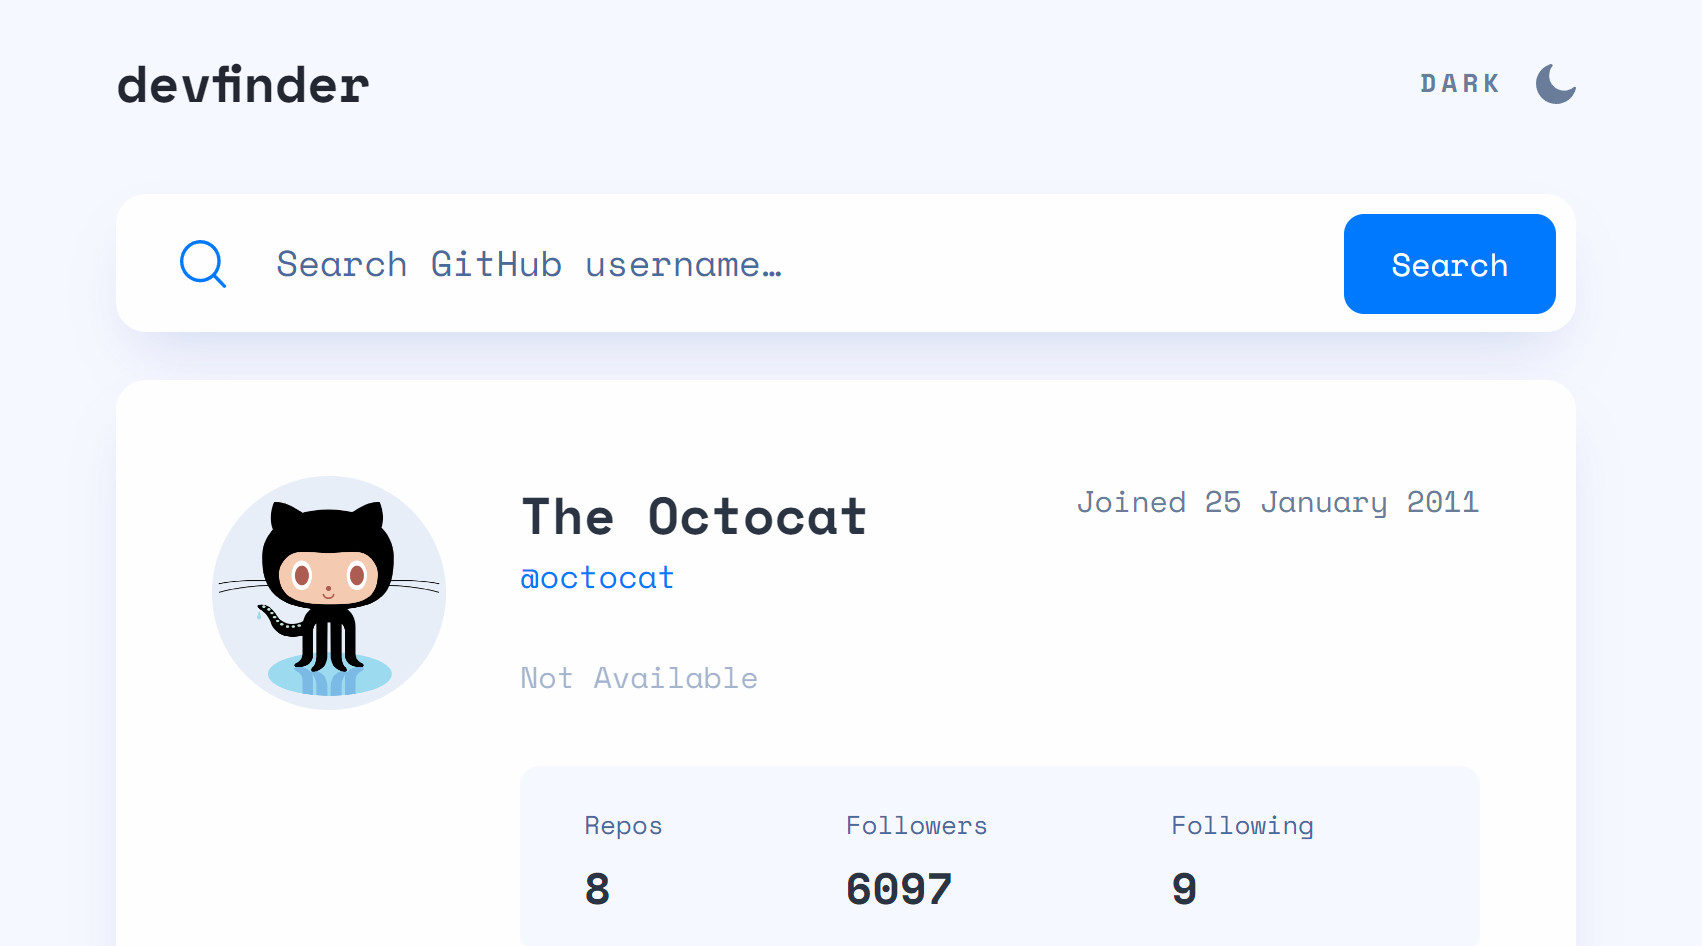 devfinder
DARK
Search GitHub username…
Search
The Octocat
Joined 25 January 2011
@octocat
Not Available
Repos Followers Following
8 6097 9